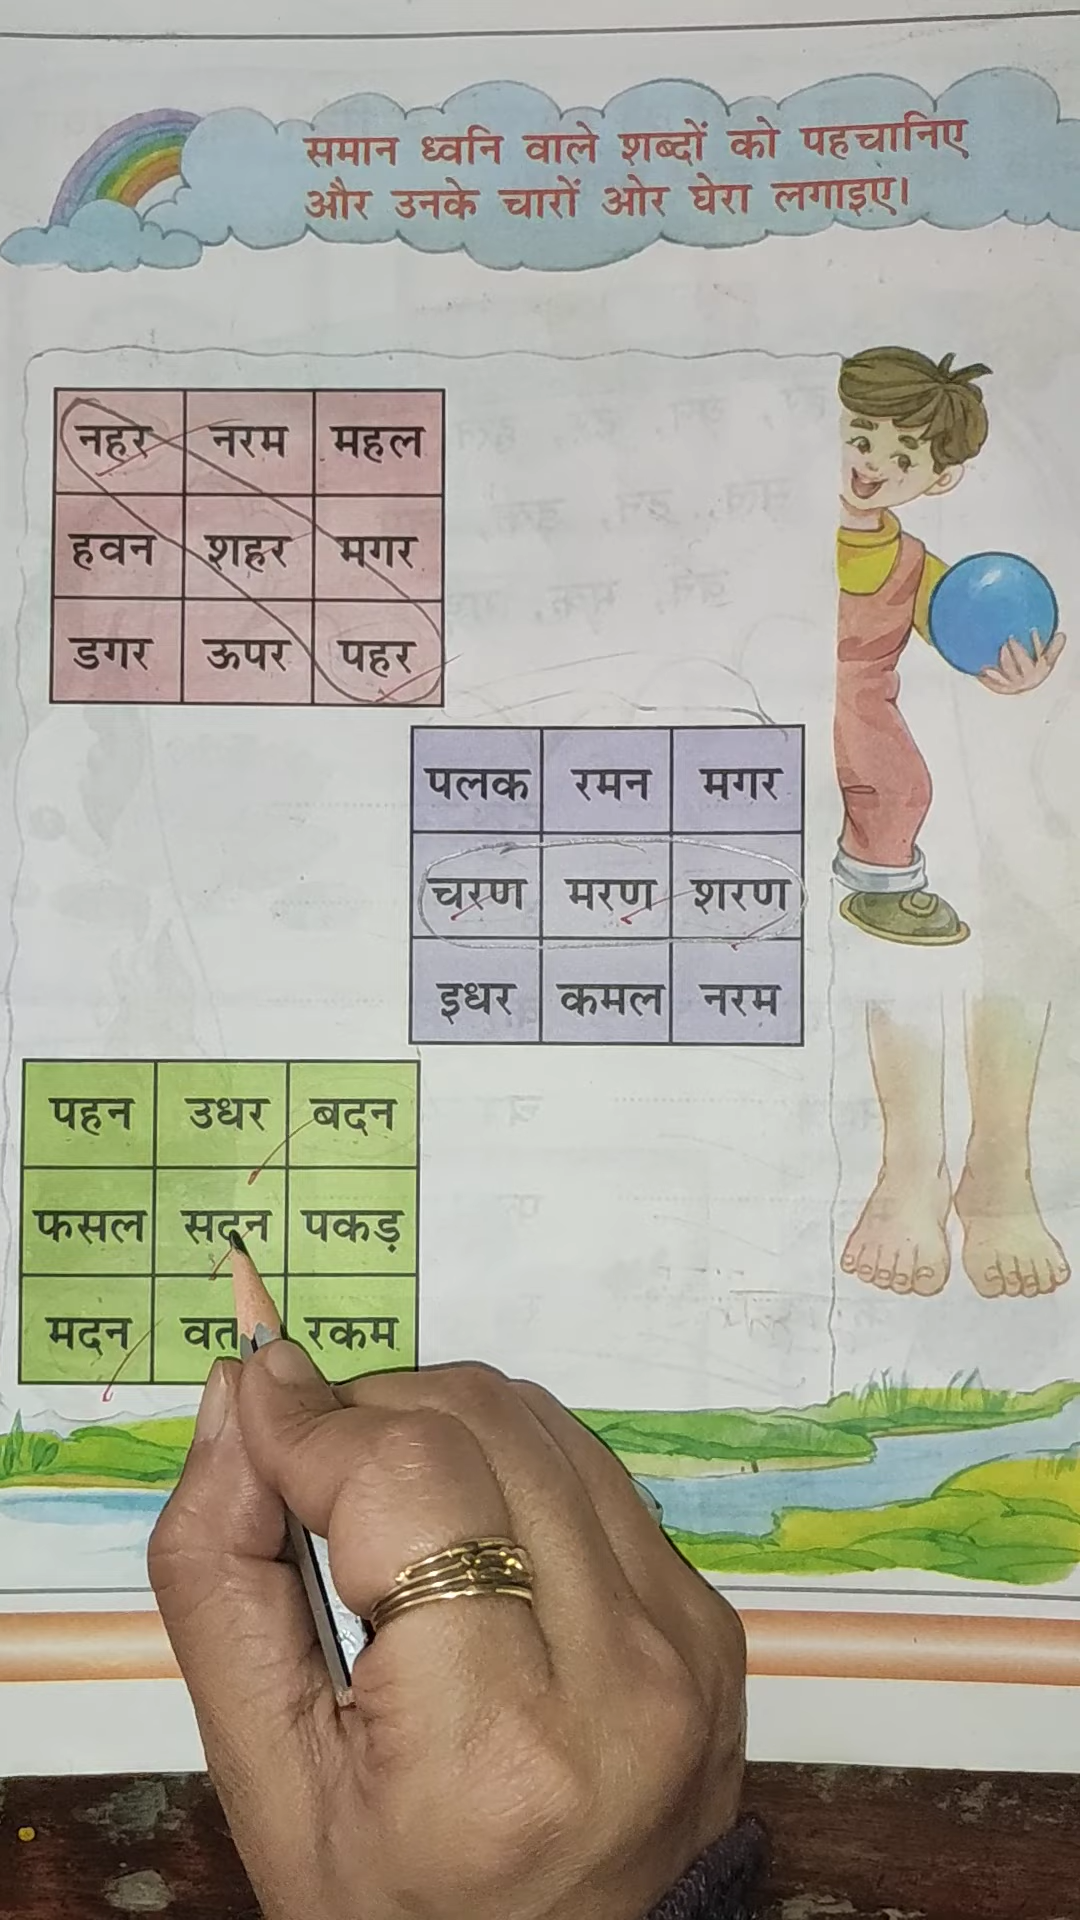 समान ध्वनि वाले शब्दों को पहचानिए
और उनके चारों ओर घेरा लगाइए।
नहर नरम महल
हवन शहर मगर
डगर ऊपर पहर
पलक रमन मगर
चरण मरण शरण
इधर कमल नरम
पहन उधर बदन
फसल सदन पकड़
मदन रकम